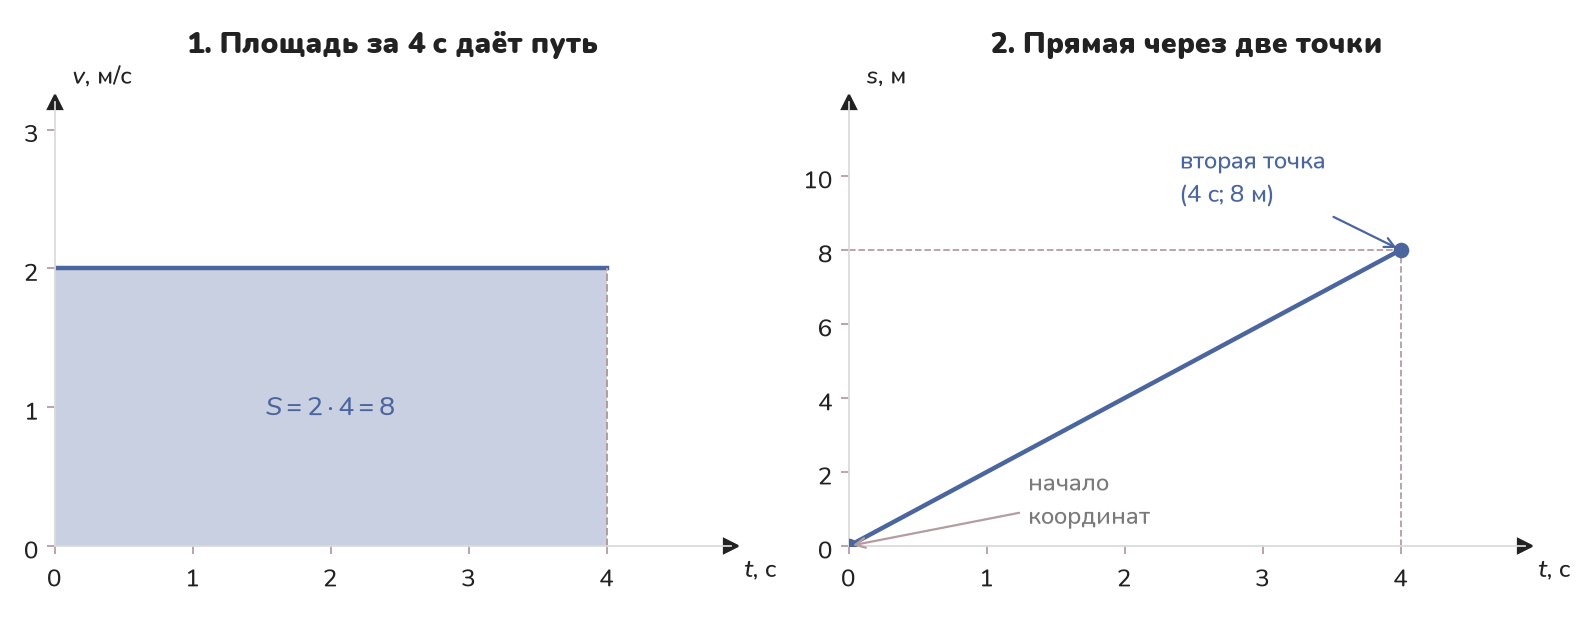 1. Площадь за 4 с даёт путь
v, м/с
3
2
1
0
S = 2 · 4 = 8
0 1 2 3 4
t, с
2. Прямая через две точки
s, м
10
8
6
4
2
0
вторая точка
(4 с; 8 м)
начало
координат
0 1 2 3 4
t, с